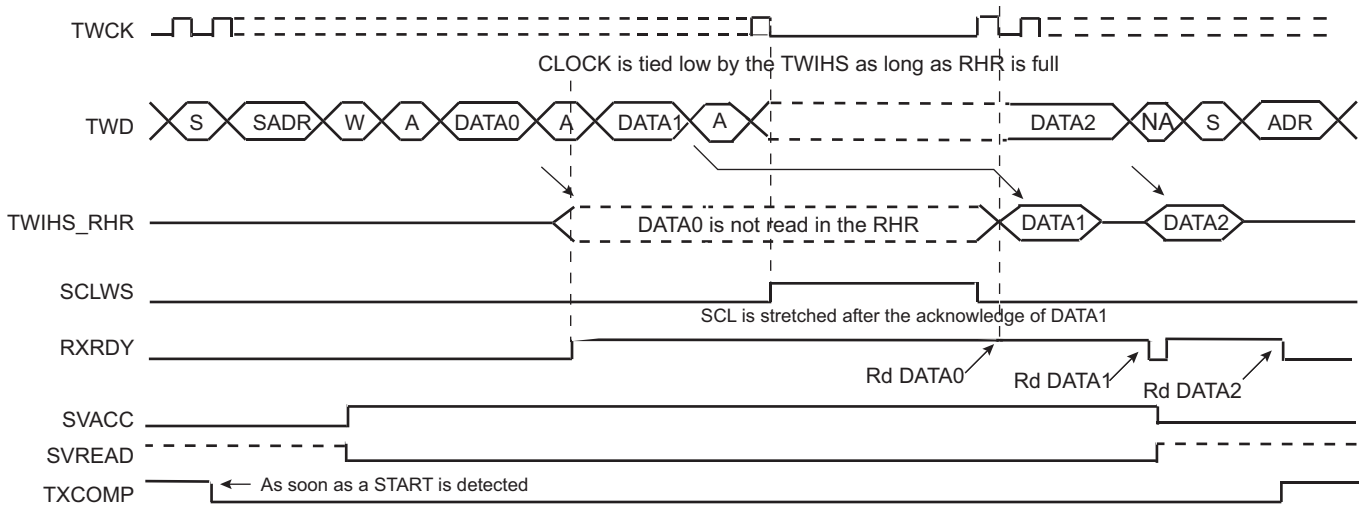 TWCK
CLOCK is tied low by the TWIHS as long as RHR is full
TWD S SADR W A DATA0 A DATA1 A DATA2 NA S ADR
TWIHS_RHR DATA0 is not read in the RHR DATA1 DATA2
SCLWS
SCL is stretched after the acknowledge of DATA1
RXRDY
Rd DATA0 Rd DATA1 Rd DATA2
SVACC
SVREAD
As soon as a START is detected
TXCOMP